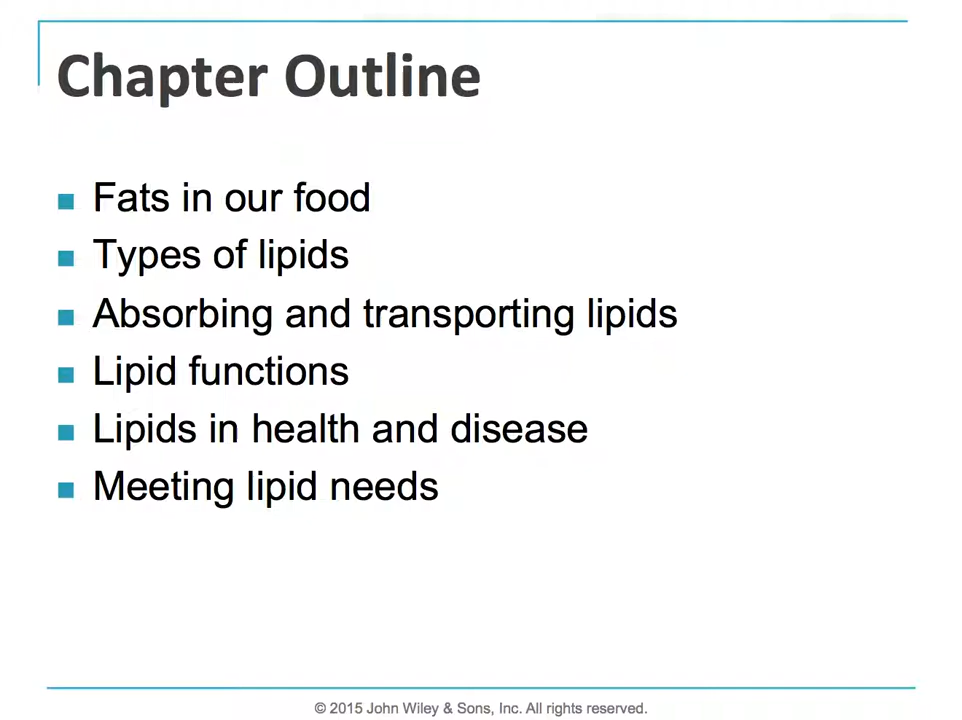 Chapter Outline
Fats in our food
Types of lipids
Absorbing and transporting lipids
Lipid functions
Lipids in health and disease
Meeting lipid needs
© 2015 John Wiley & Sons, Inc. All rights reserved.